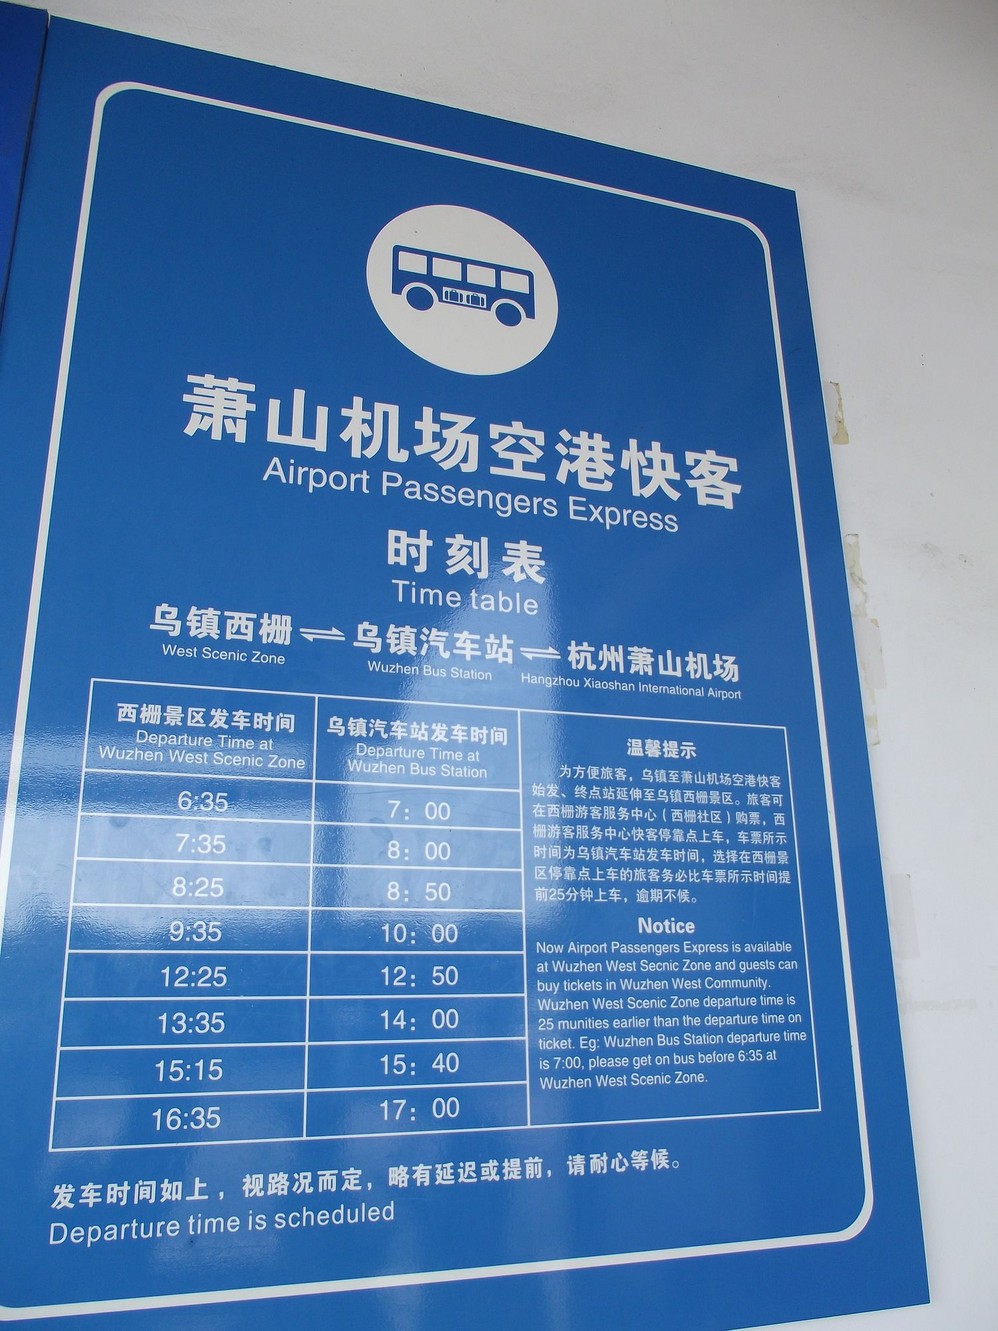 萧山机场空港快客
Airport Passengers Express
时刻表
Time table
乌镇西栅 ⇌ 乌镇汽车站 ⇌ 杭州萧山机场
West Scenic Zone Wuzhen Bus Station Hangzhou Xiaoshan International Airport
西栅景区发车时间
Departure Time at
Wuzhen West Scenic Zone
乌镇汽车站发车时间
Departure Time at
Wuzhen Bus Station
6:35 7：00
7:35 8：00
8:25 8：50
9:35 10：00
12:25 12：50
13:35 14：00
15:15 15：40
16:35 17：00
温馨提示
为方便旅客，乌镇至萧山机场空港快客
始发、终点站延伸至乌镇西栅景区。旅客可
在西栅游客服务中心（西栅社区）购票，西
栅游客服务中心快客停靠点上车，车票所示
时间为乌镇汽车站发车时间，选择在西栅景
区停靠点上车的旅客务必比车票所示时间提
前25分钟上车，逾期不候。
Notice
Now Airport Passengers Express is available
at Wuzhen West Secnic Zone and guests can
buy tickets in Wuzhen West Community.
Wuzhen West Scenic Zone departure time is
25 munities earlier than the departure time on
ticket. Eg: Wuzhen Bus Station departure time
is 7:00, please get on bus before 6:35 at
Wuzhen West Scenic Zone.
发车时间如上，视路况而定，略有延迟或提前，请耐心等候。
Departure time is scheduled